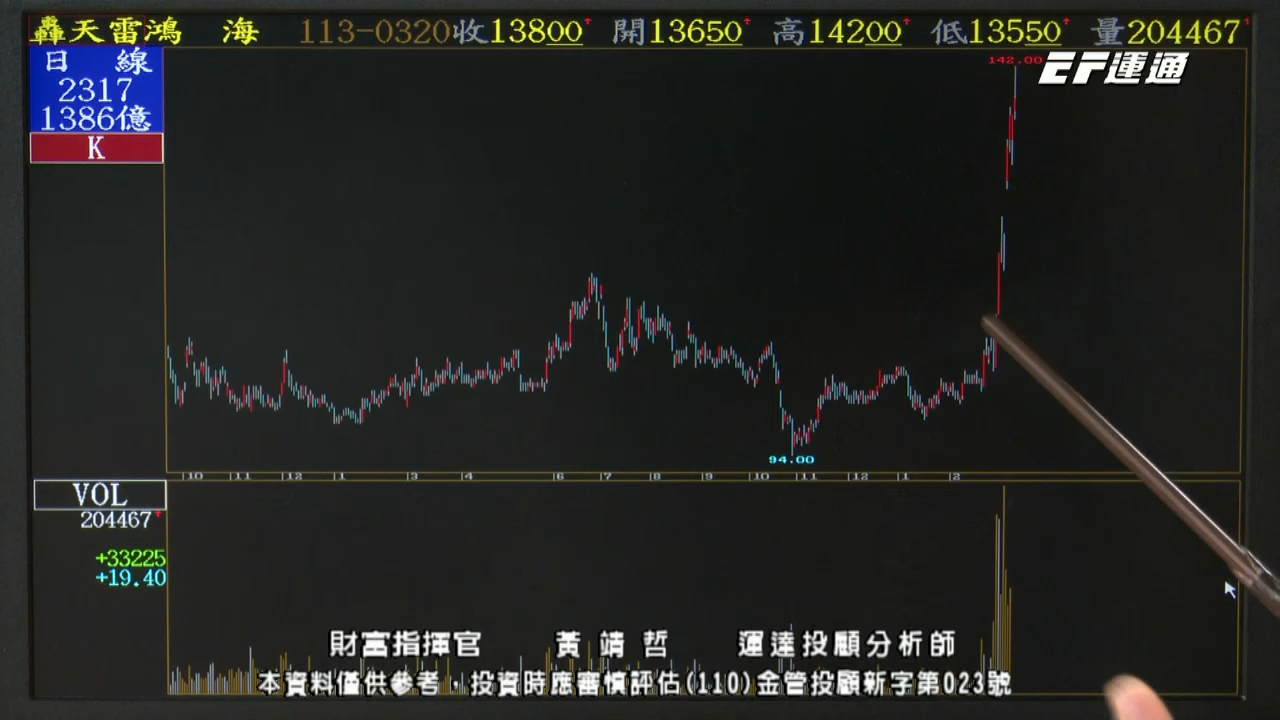 轟天雷鴻 海 113-0320收13800 開13650 高14200 低13550 量204467
日 線
2317
1386億
K
142.00
EF運通
94.00
10 11 12 1 3 4 6 7 8 9 10 11 12 1 2
VOL
204467
+33225
+19.40
財富指揮官 黃靖哲 運達投顧分析師
本資料僅供參考，投資時應審慎評估(110)金管投顧新字第023號